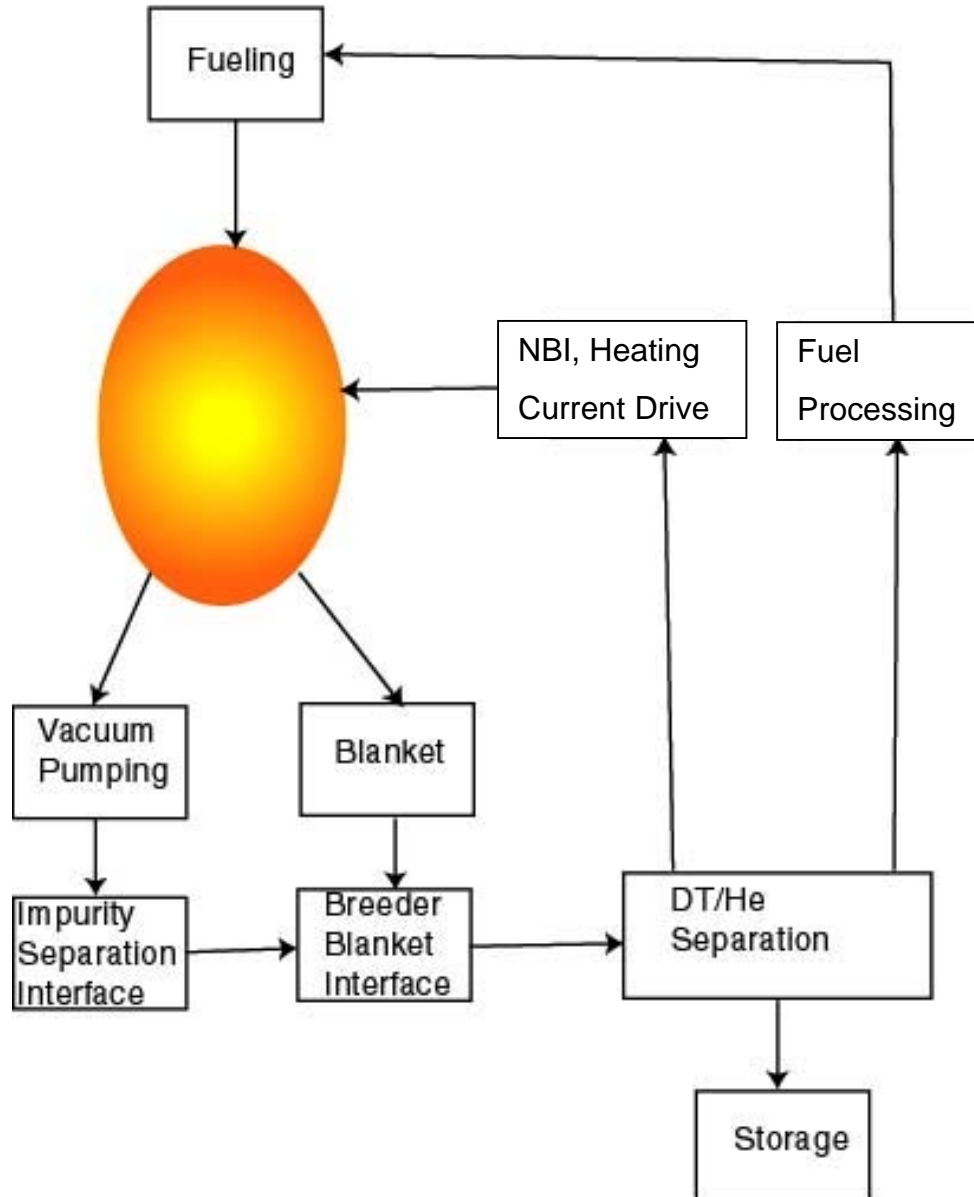 Fueling
NBI, Heating
Current Drive
Fuel
Processing
Vacuum
Pumping
Blanket
Impurity
Separation
Interface
Breeder
Blanket
Interface
DT/He
Separation
Storage